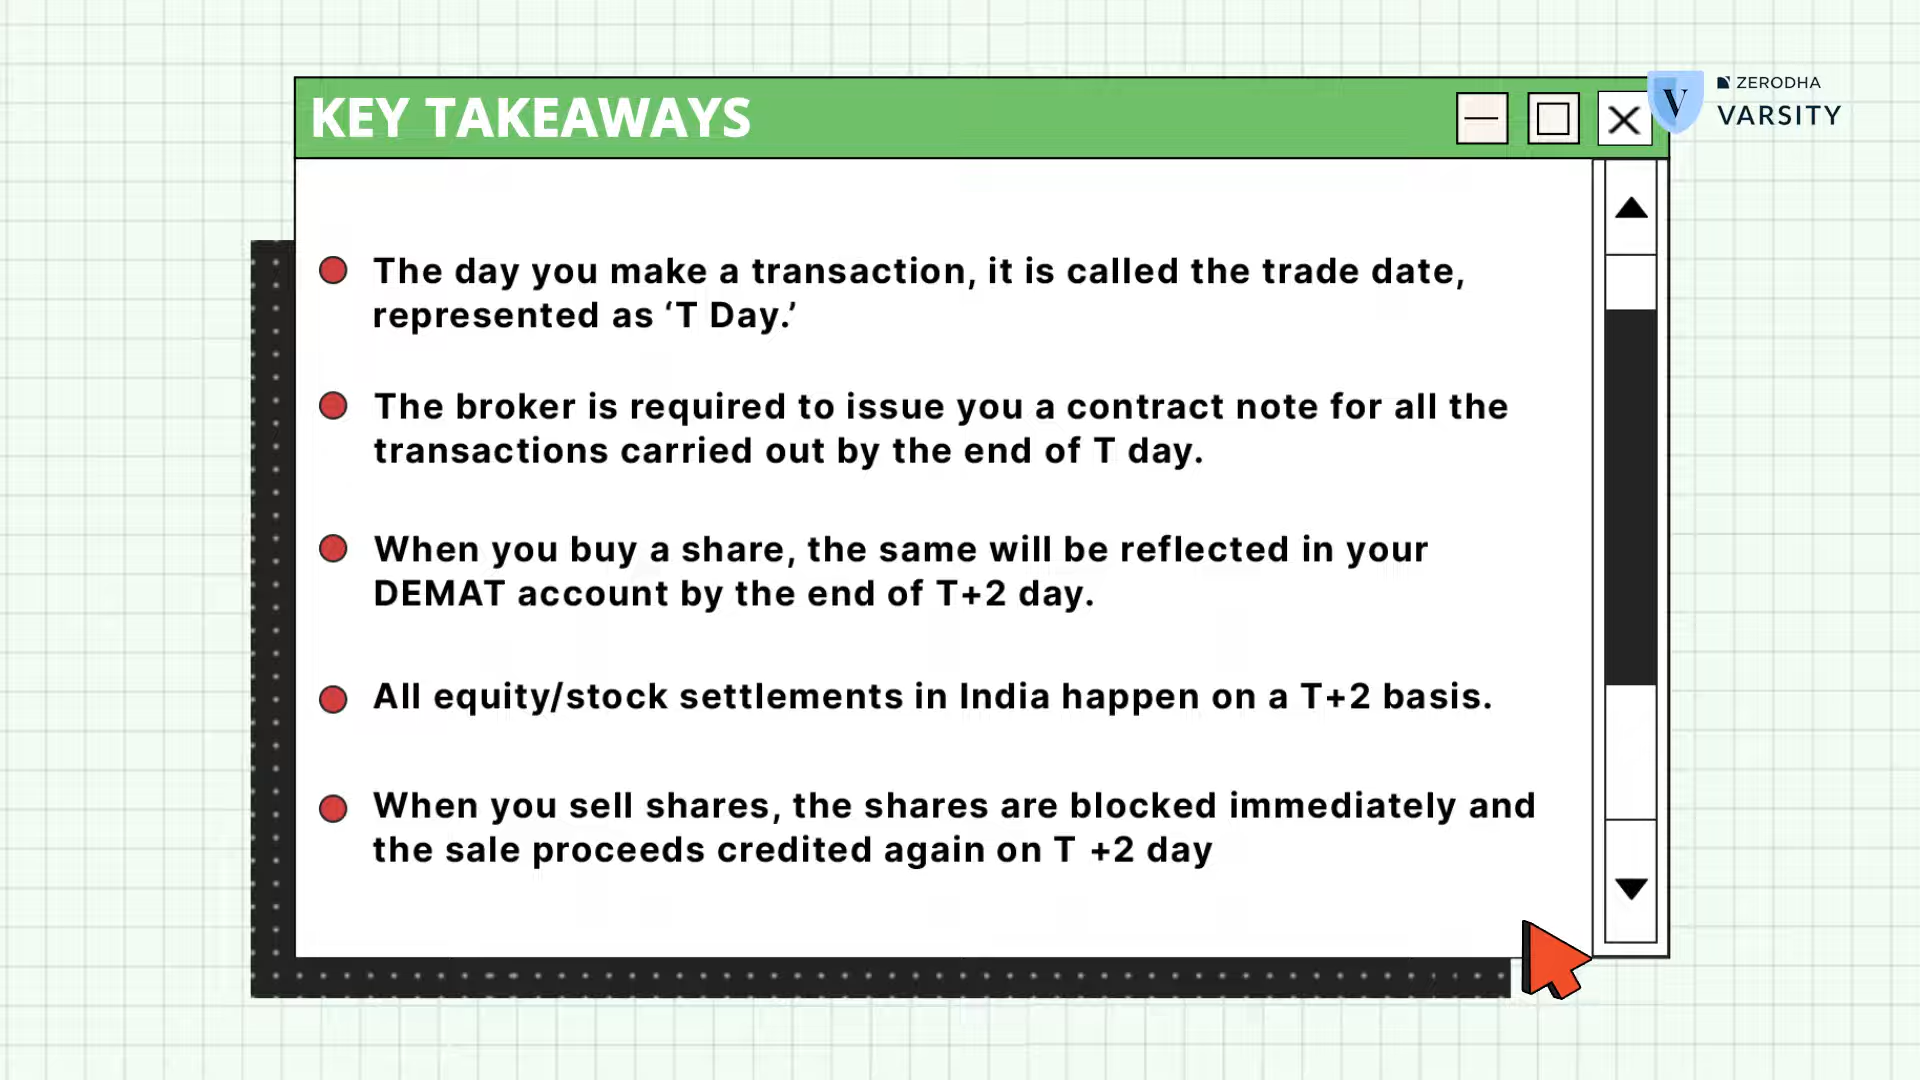 KEY TAKEAWAYS
V
ZERODHA
VARSITY
The day you make a transaction, it is called the trade date,
represented as ‘T Day.’
The broker is required to issue you a contract note for all the
transactions carried out by the end of T day.
When you buy a share, the same will be reflected in your
DEMAT account by the end of T+2 day.
All equity/stock settlements in India happen on a T+2 basis.
When you sell shares, the shares are blocked immediately and
the sale proceeds credited again on T +2 day